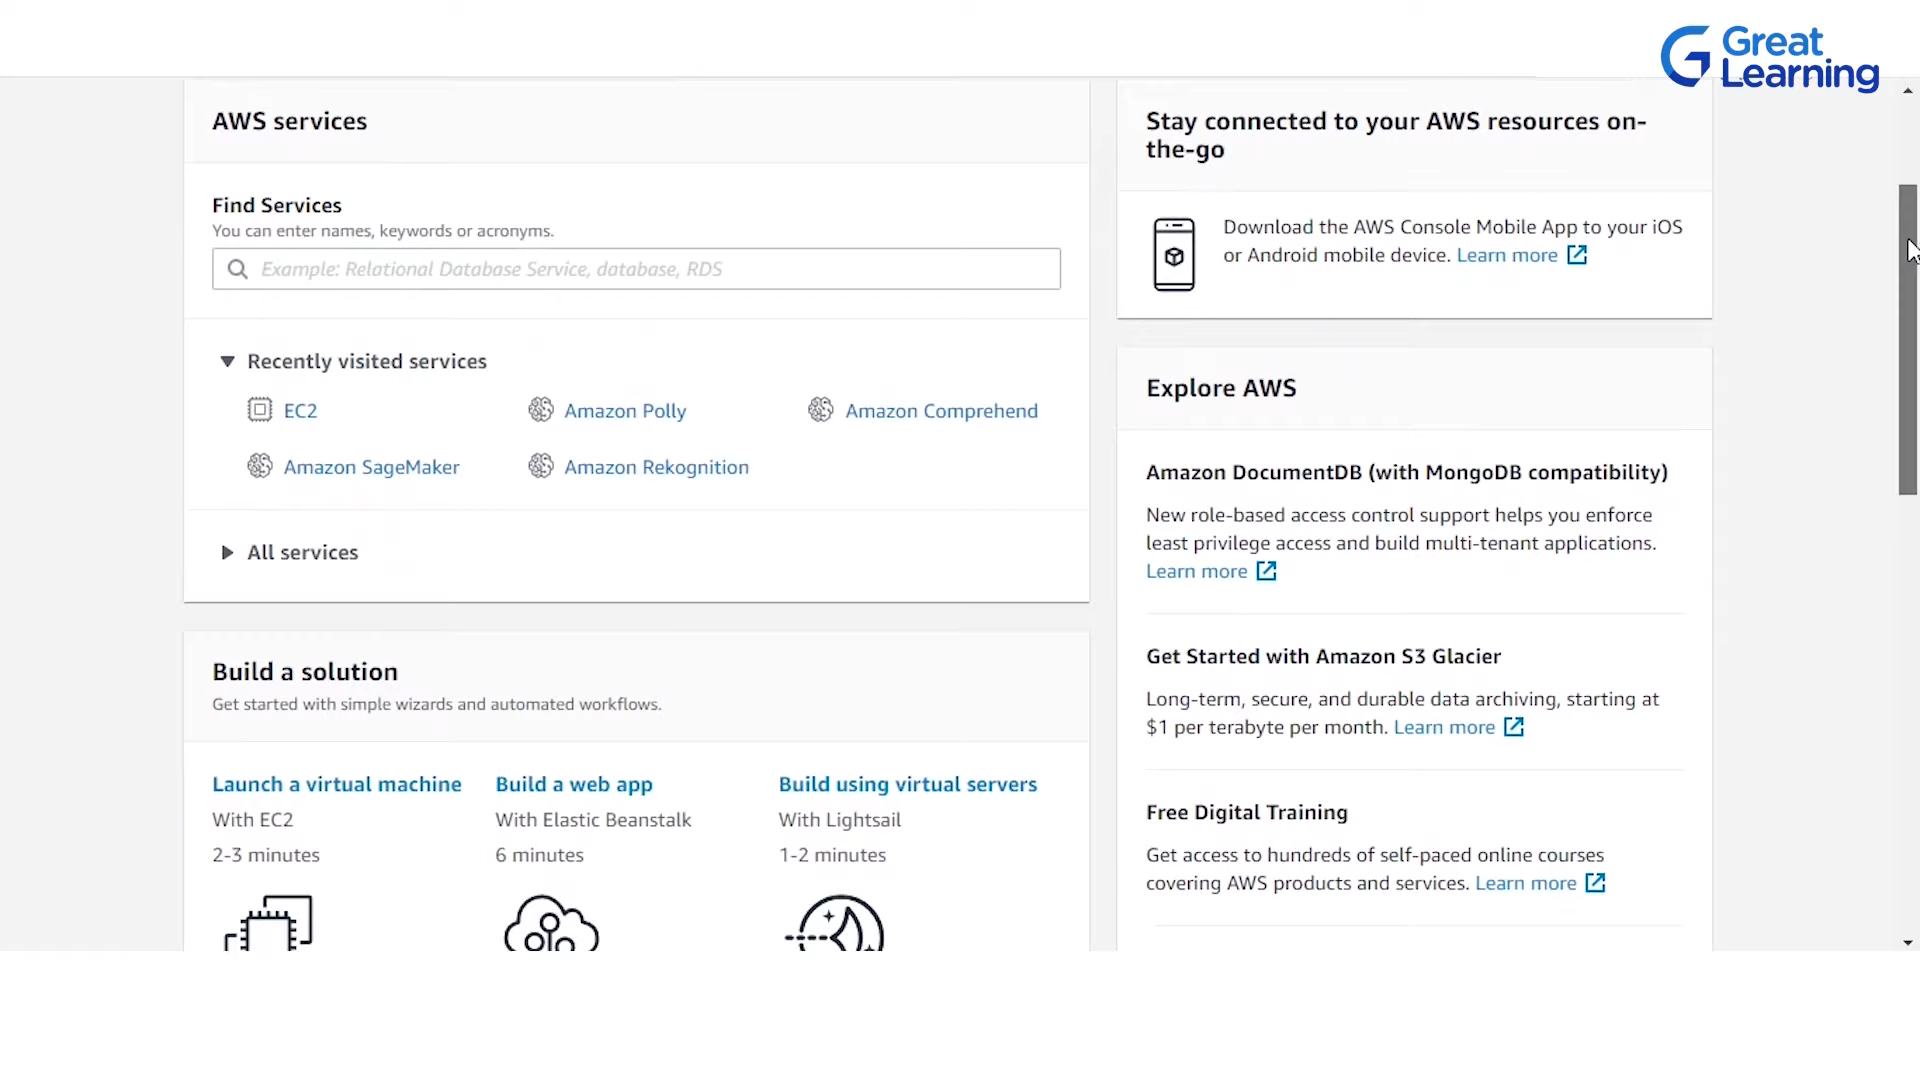 Great
Learning
AWS services
Find Services
You can enter names, keywords or acronyms.
Example: Relational Database Service, database, RDS
Recently visited services
EC2
Amazon Polly
Amazon Comprehend
Amazon SageMaker
Amazon Rekognition
All services
Build a solution
Get started with simple wizards and automated workflows.
Launch a virtual machine
With EC2
2-3 minutes
Build a web app
With Elastic Beanstalk
6 minutes
Build using virtual servers
With Lightsail
1-2 minutes
Stay connected to your AWS resources on-
the-go
Download the AWS Console Mobile App to your iOS
or Android mobile device. Learn more
Explore AWS
Amazon DocumentDB (with MongoDB compatibility)
New role-based access control support helps you enforce
least privilege access and build multi-tenant applications.
Learn more
Get Started with Amazon S3 Glacier
Long-term, secure, and durable data archiving, starting at
$1 per terabyte per month. Learn more
Free Digital Training
Get access to hundreds of self-paced online courses
covering AWS products and services. Learn more